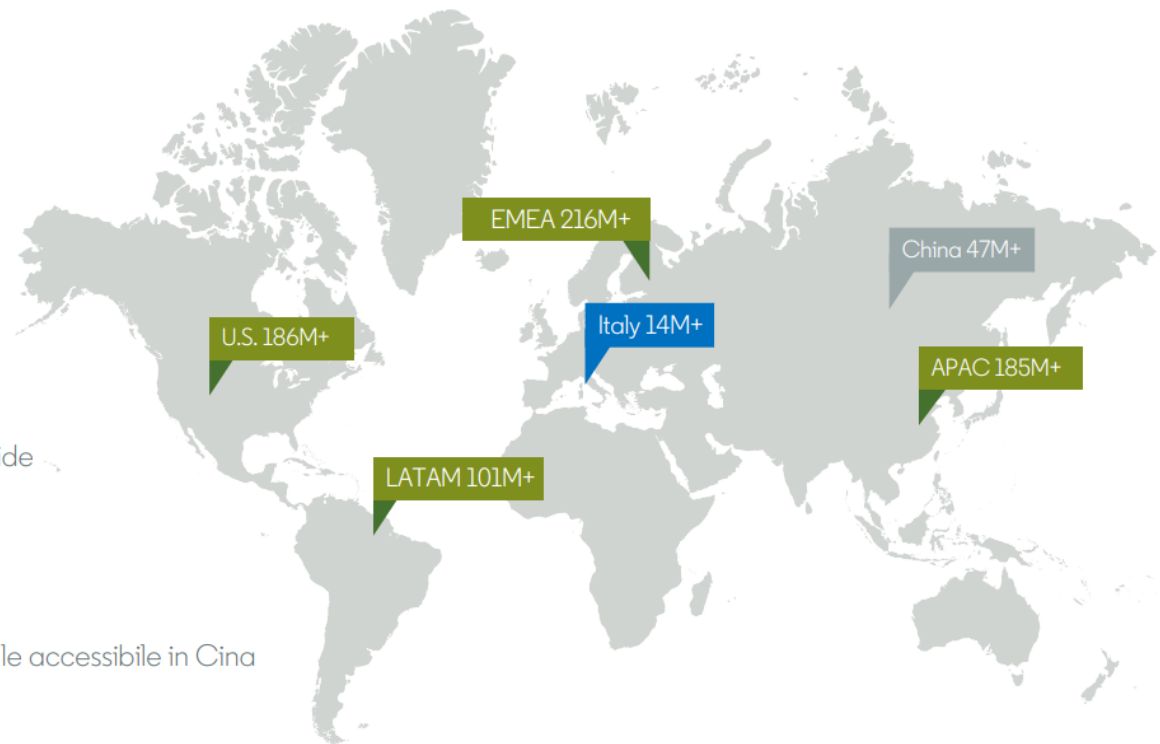 EMEA 216M+
China 47M+
Italy 14M+
U.S. 186M+
APAC 185M+
ide
LATAM 101M+
le accessibile in Cina